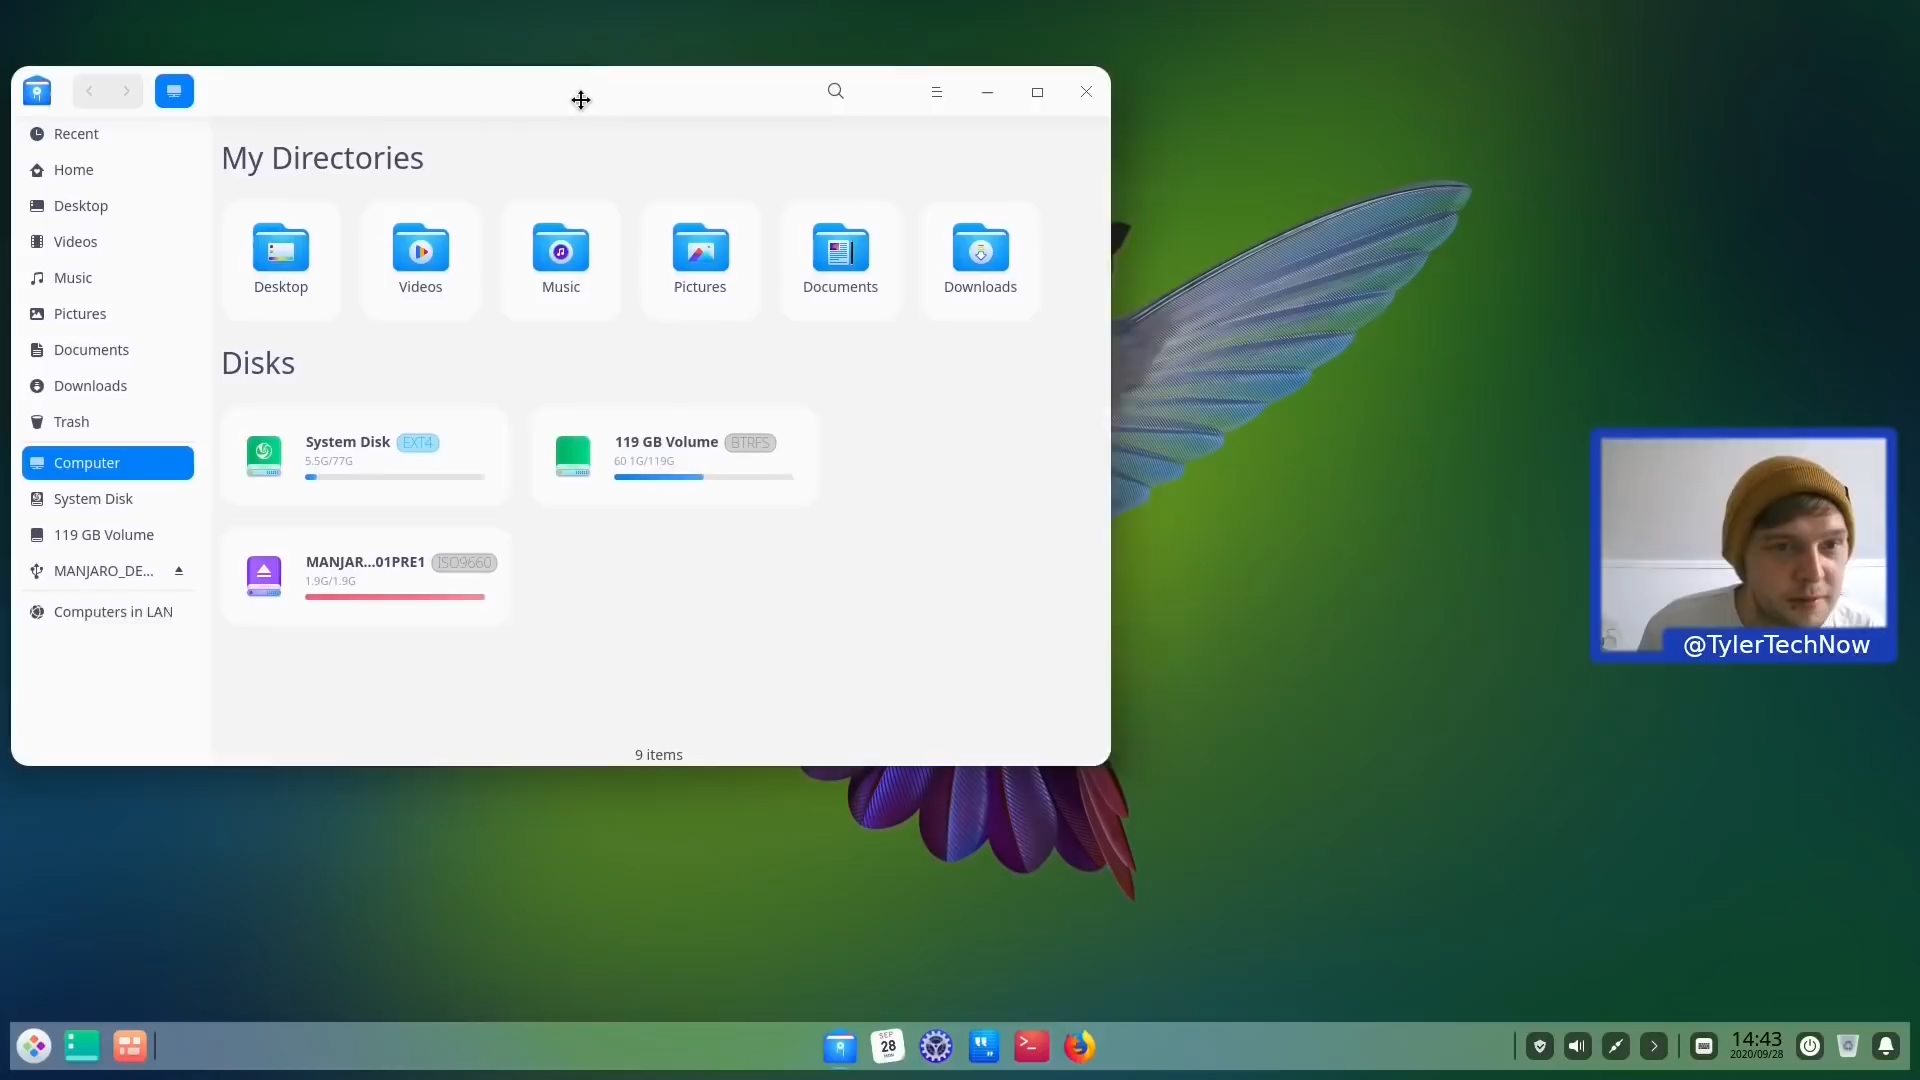 Recent
Home
Desktop
Videos
Music
Pictures
Documents
Downloads
Trash
Computer
System Disk
119 GB Volume
MANJARO_DE...
Computers in LAN
My Directories
Desktop
Videos
Music
Pictures
Documents
Downloads
Disks
System Disk EXT4
5.5G/77G
119 GB Volume BTRFS
60 1G/119G
MANJAR...01PRE1 ISO9660
1.9G/1.9G
9 items
@TylerTechNow
SEP
28
MON
14:43
2020/09/28